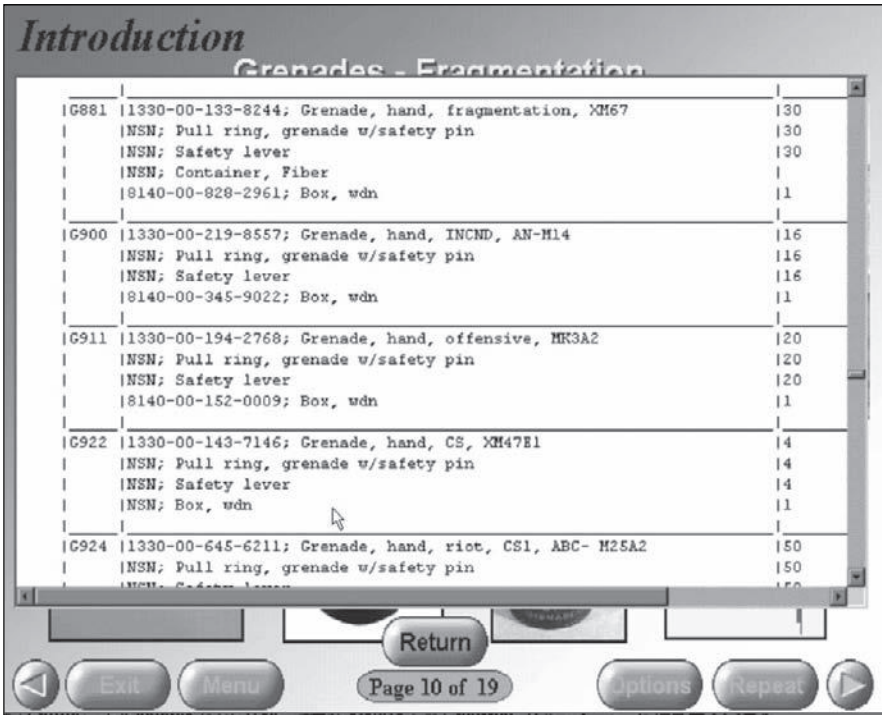 Introduction
Grenades - Fragmentation
|G881 |1330-00-133-8244; Grenade, hand, fragmentation, XM67 |30
| |NSN; Pull ring, grenade w/safety pin |30
| |NSN; Safety lever |30
| |NSN; Container, Fiber |
| |8140-00-828-2961; Box, wdn |1
|G900 |1330-00-219-8557; Grenade, hand, INCND, AN-M14 |16
| |NSN; Pull ring, grenade w/safety pin |16
| |NSN; Safety lever |16
| |8140-00-345-9022; Box, wdn |1
|G911 |1330-00-194-2768; Grenade, hand, offensive, MK3A2 |20
| |NSN; Pull ring, grenade w/safety pin |20
| |NSN; Safety lever |20
| |8140-00-152-0009; Box, wdn |1
|G922 |1330-00-143-7146; Grenade, hand, CS, XM47E1 |4
| |NSN; Pull ring, grenade w/safety pin |4
| |NSN; Safety lever |4
| |NSN; Box, wdn |1
|G924 |1330-00-645-6211; Grenade, hand, riot, CS1, ABC- M25A2 |50
| |NSN; Pull ring, grenade w/safety pin |50
Return
Exit Menu Page 10 of 19 Options Repeat